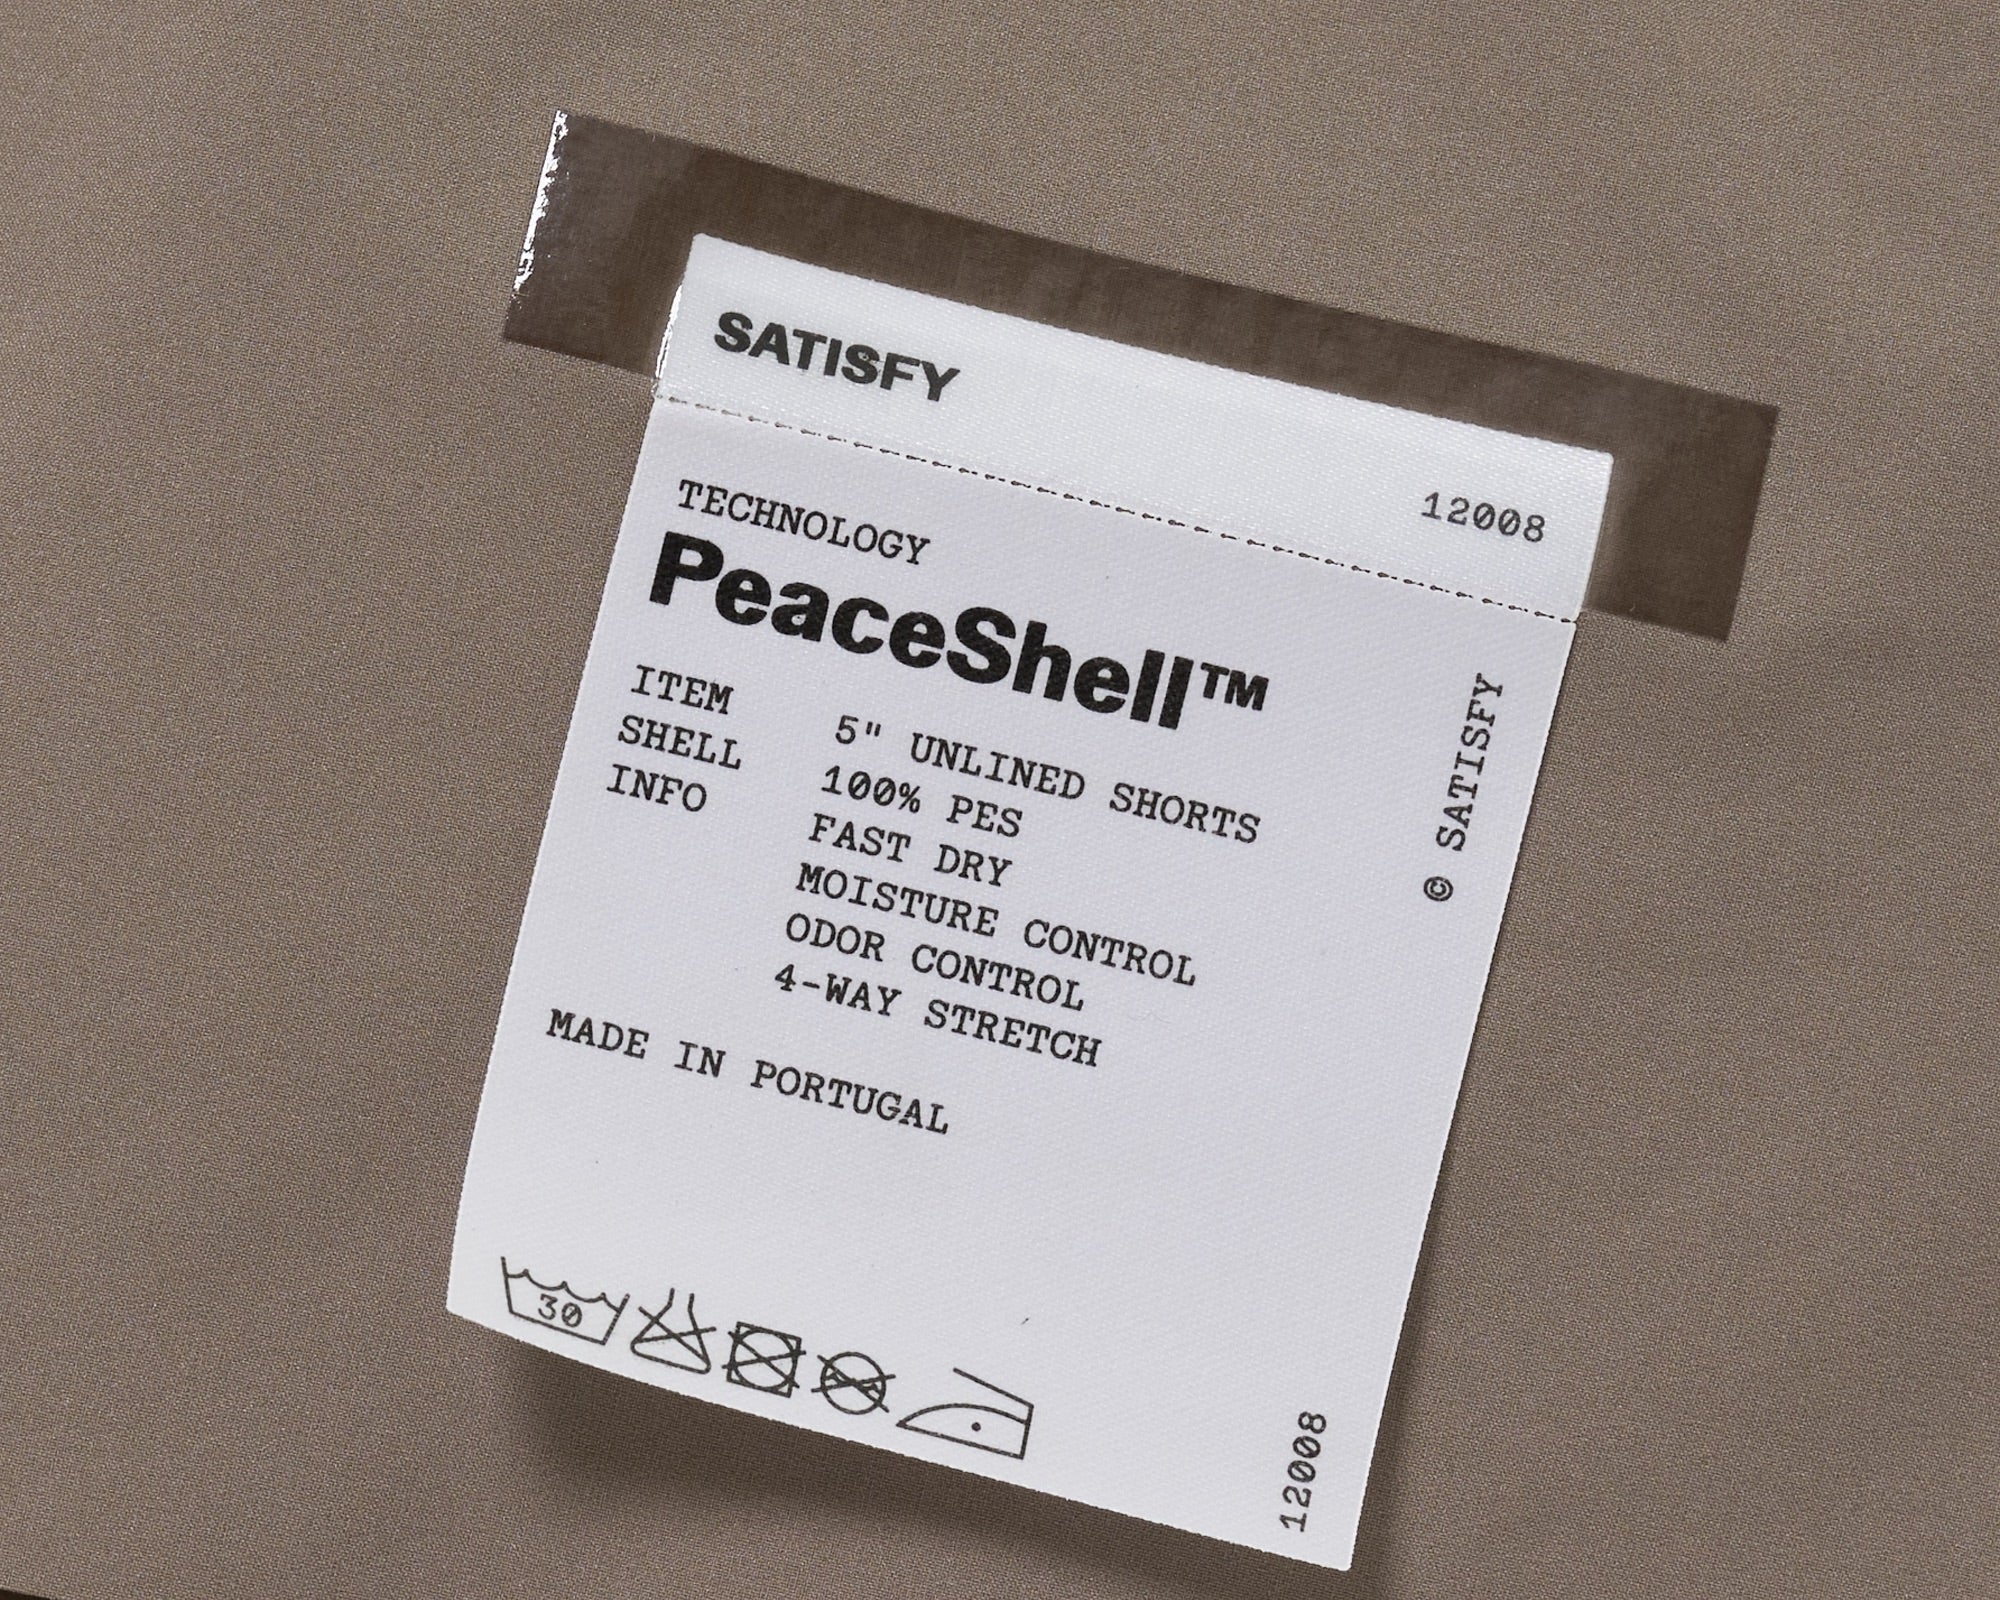 SATISFY
12008
TECHNOLOGY
PeaceShell™
ITEM 5" UNLINED SHORTS
SHELL 100% PES
INFO FAST DRY
MOISTURE CONTROL
ODOR CONTROL
4-WAY STRETCH
MADE IN PORTUGAL
© SATISFY
30
12008